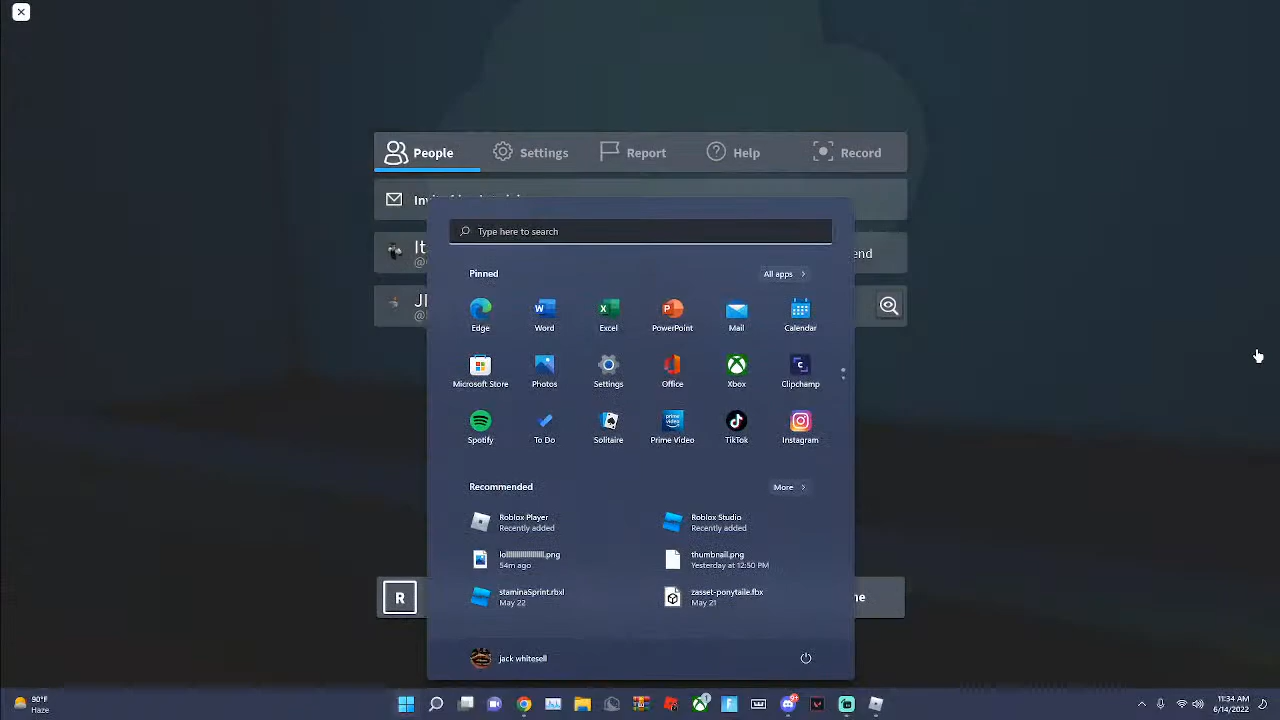 People
Settings
Report
Help
Record
Type here to search
Pinned
All apps
end
Edge
Word
Excel
PowerPoint
Mail
Calendar
Microsoft Store
Photos
Settings
Office
Xbox
Clipchamp
Spotify
To Do
Solitaire
Prime Video
TikTok
Instagram
Recommended
More
Roblox Player
Recently added
Roblox Studio
Recently added
54m ago
thumbnail.png
Yesterday at 12:50 PM
staminaSprint.rbxl
May 22
zasset-ponytaile.fbx
May 21
R
me
jack whitesell
90°F
Haze
11:34 AM
6/14/2022